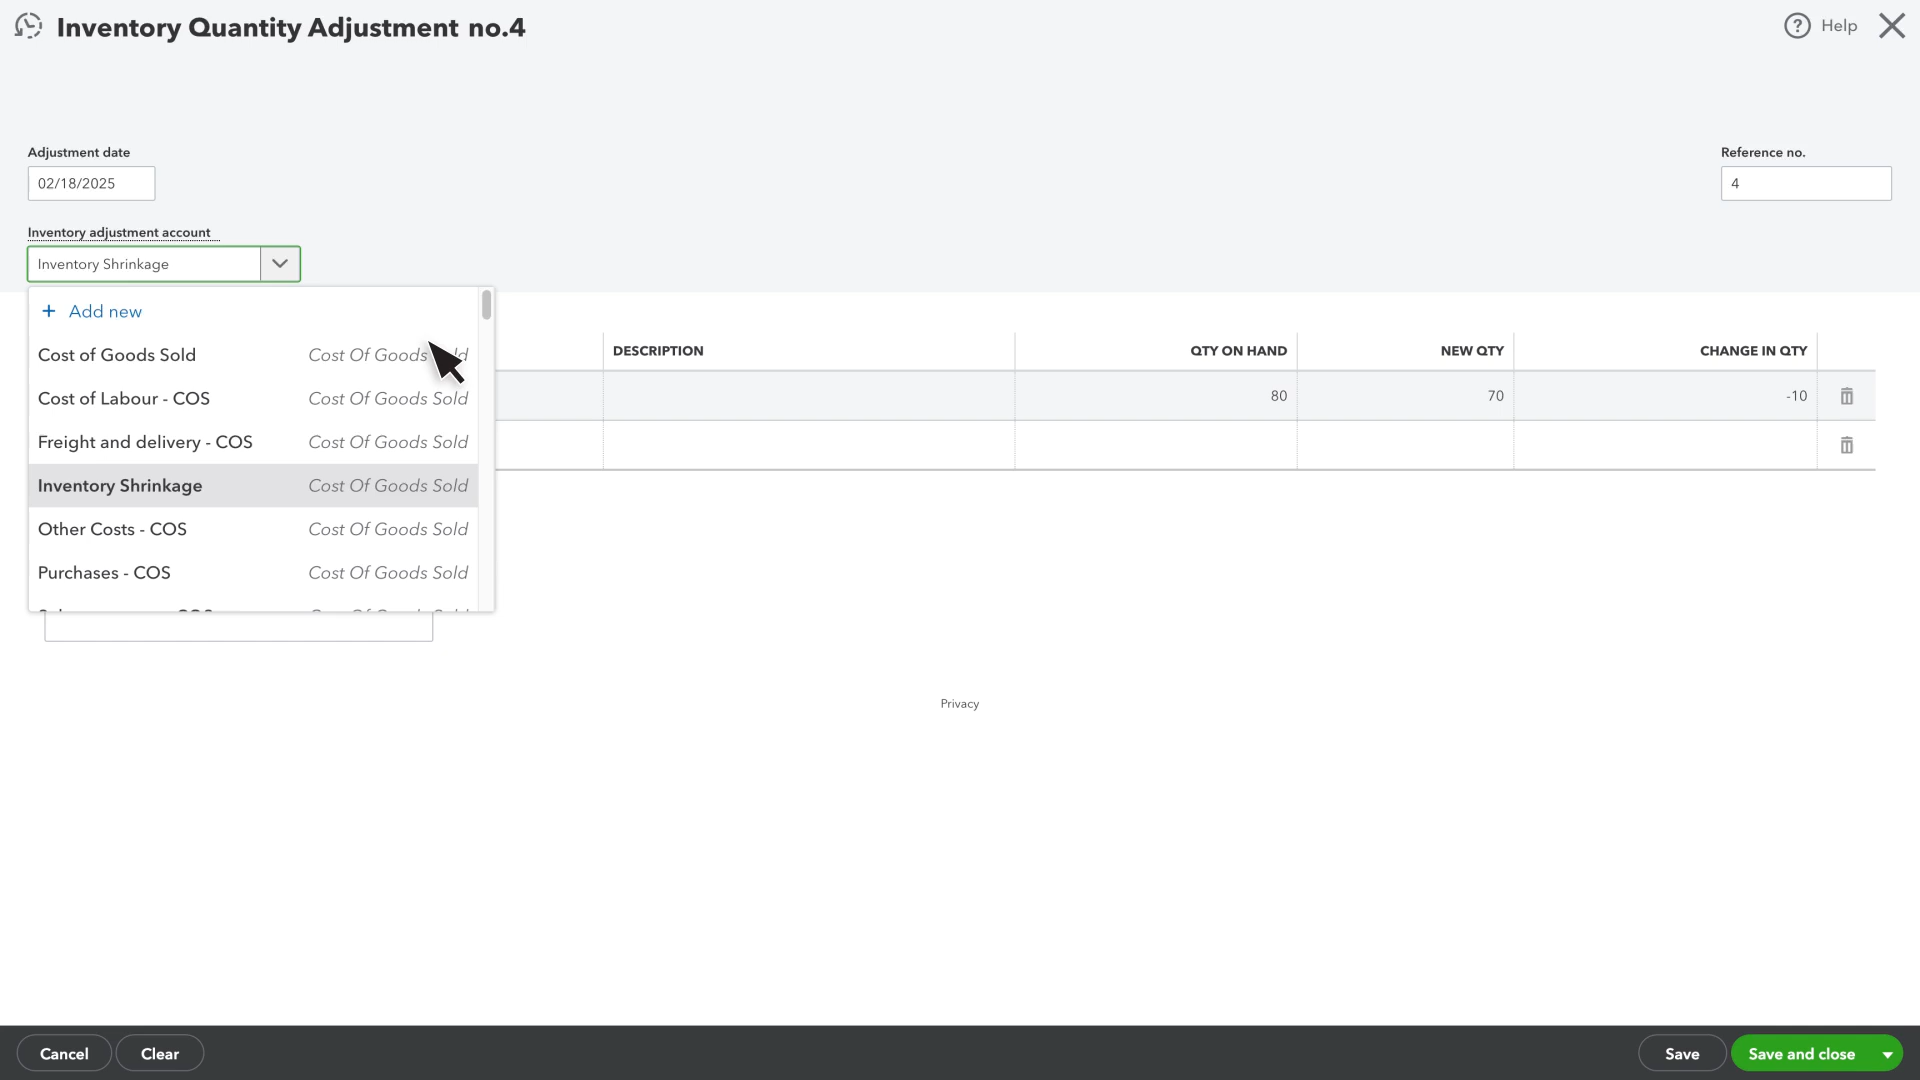 Inventory Quantity Adjustment no.4
Help
Adjustment date
02/18/2025
Reference no.
4
Inventory adjustment account
Inventory Shrinkage
+ Add new
Cost of Goods Sold Cost Of Goods
Cost of Labour - COS Cost Of Goods Sold
Freight and delivery - COS Cost Of Goods Sold
Inventory Shrinkage Cost Of Goods Sold
Other Costs - COS Cost Of Goods Sold
Purchases - COS Cost Of Goods Sold
DESCRIPTION QTY ON HAND NEW QTY CHANGE IN QTY
80 70 -10
Privacy
Cancel Clear Save Save and close